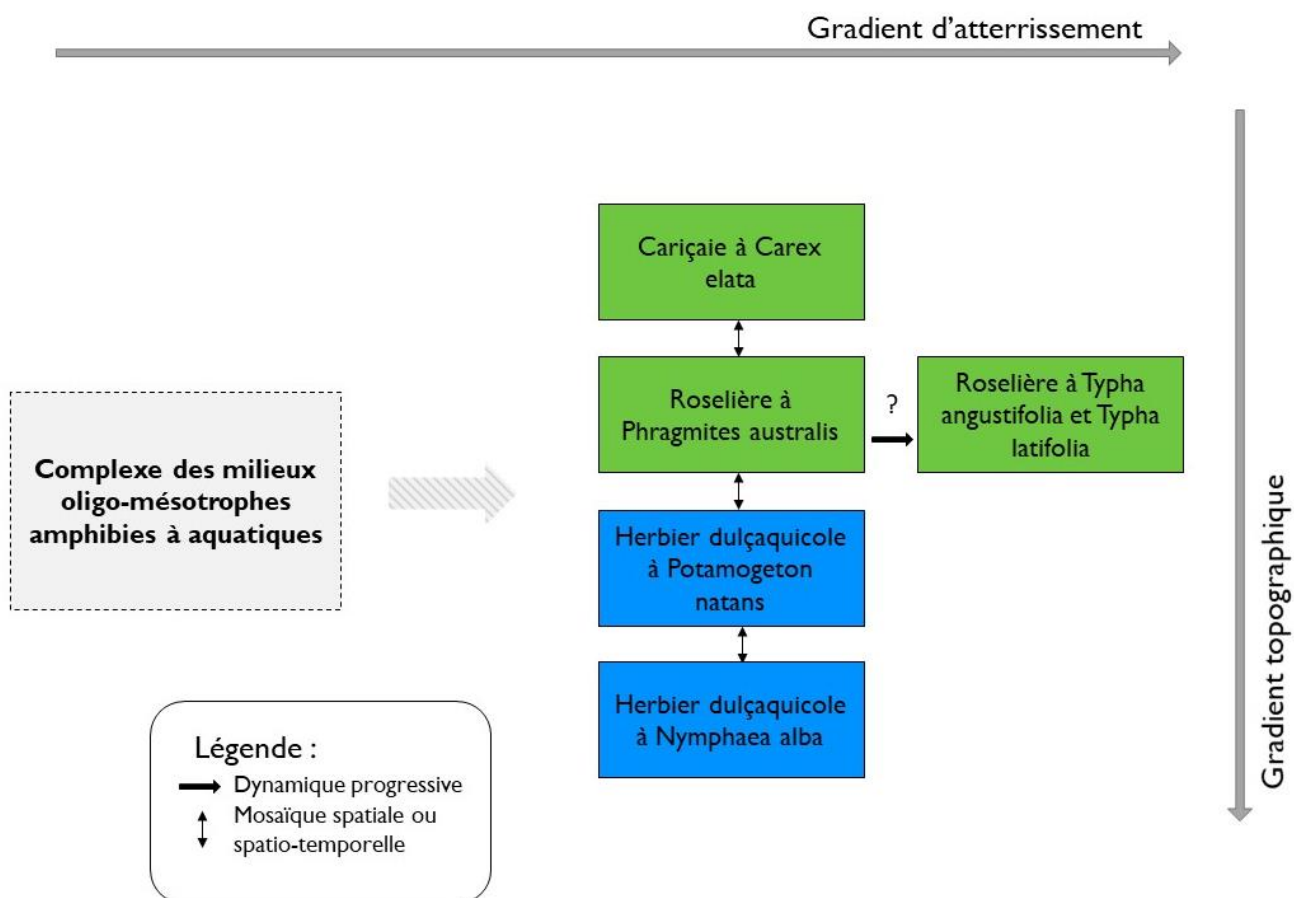 Gradient d'atterrissement
Cariçaie à Carex
elata
Roselière à
Phragmites australis
?
Roselière à Typha
angustifolia et Typha
latifolia
Complexe des milieux
oligo-mésotrophes
amphibies à aquatiques
Herbier dulçaquicole
à Potamogeton
natans
Herbier dulçaquicole
à Nymphaea alba
Gradient topographique
Légende :
Dynamique progressive
Mosaïque spatiale ou
spatio-temporelle